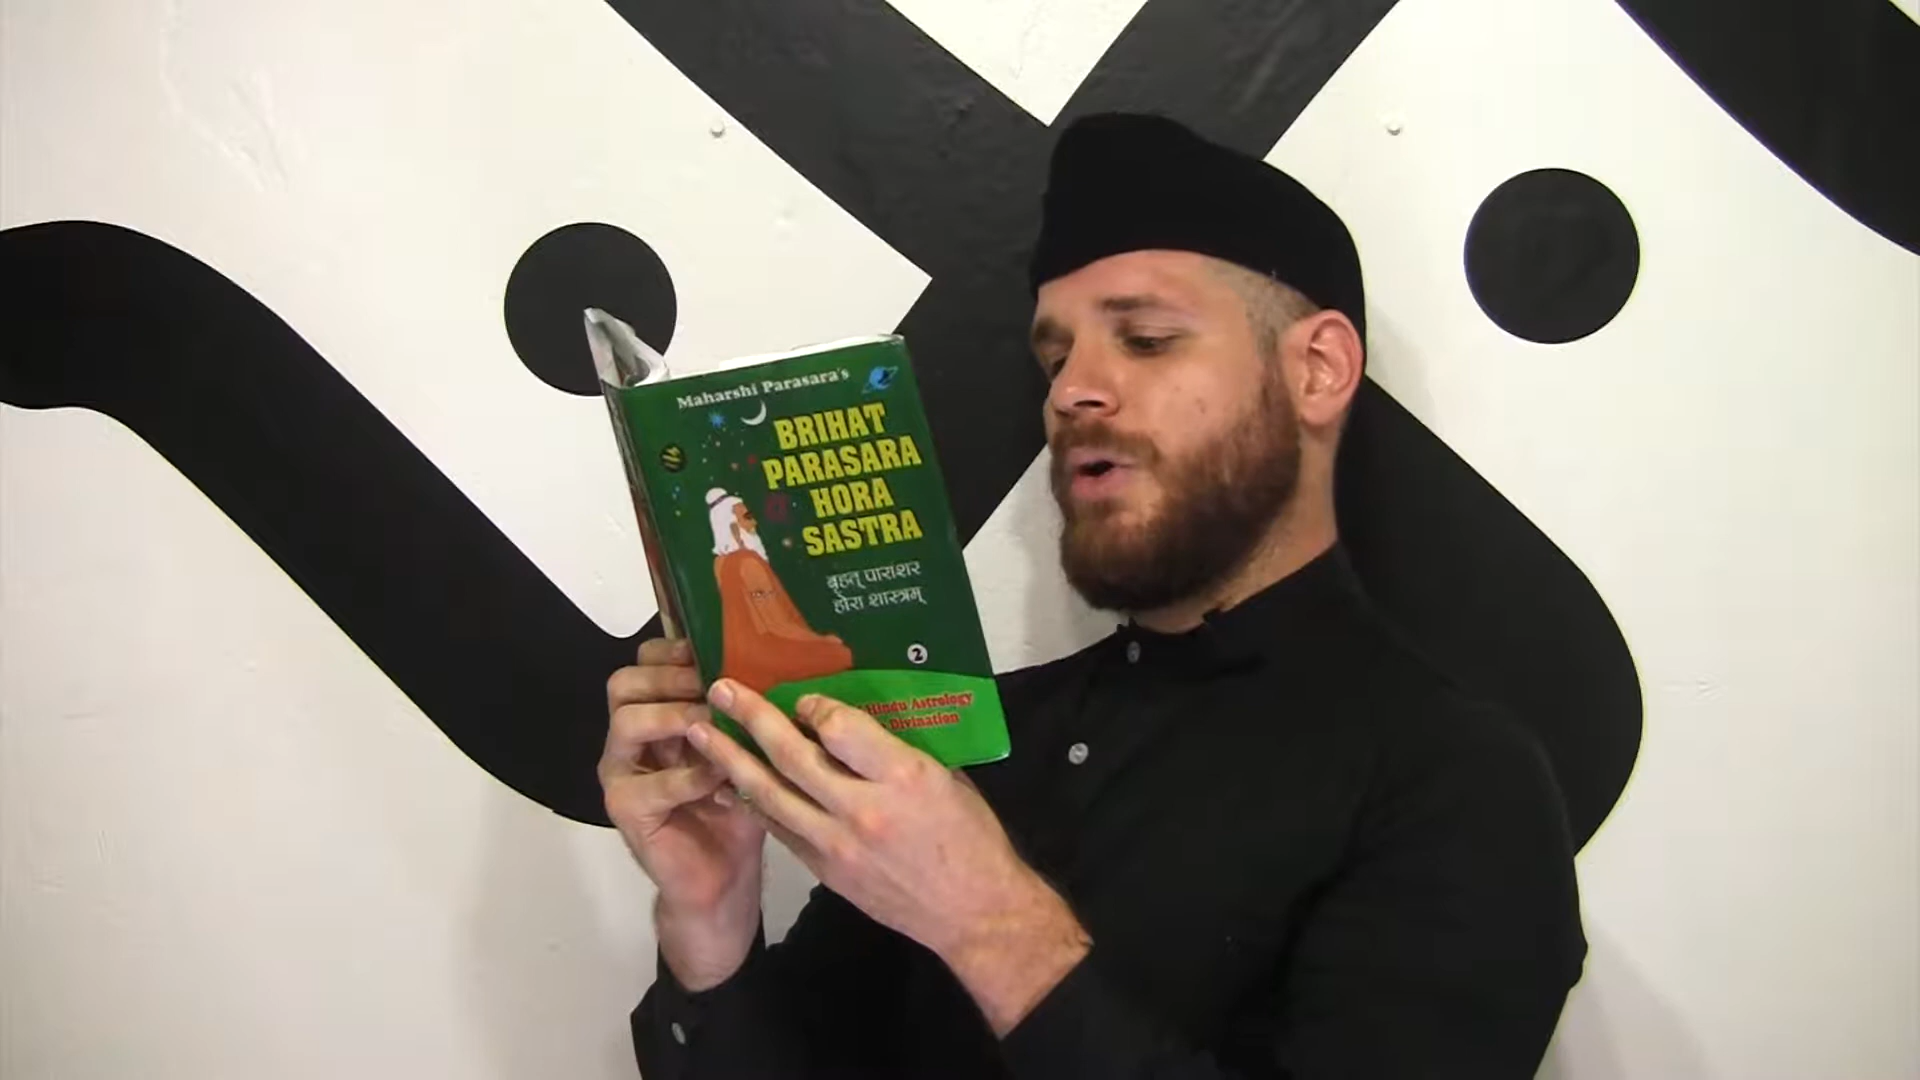 Maharshi Parasara's
BRIHAT
PARASARA
HORA
SASTRA
बृहत् पाराशर
होरा शास्त्रम्
2
Hindu Astrology
Divination